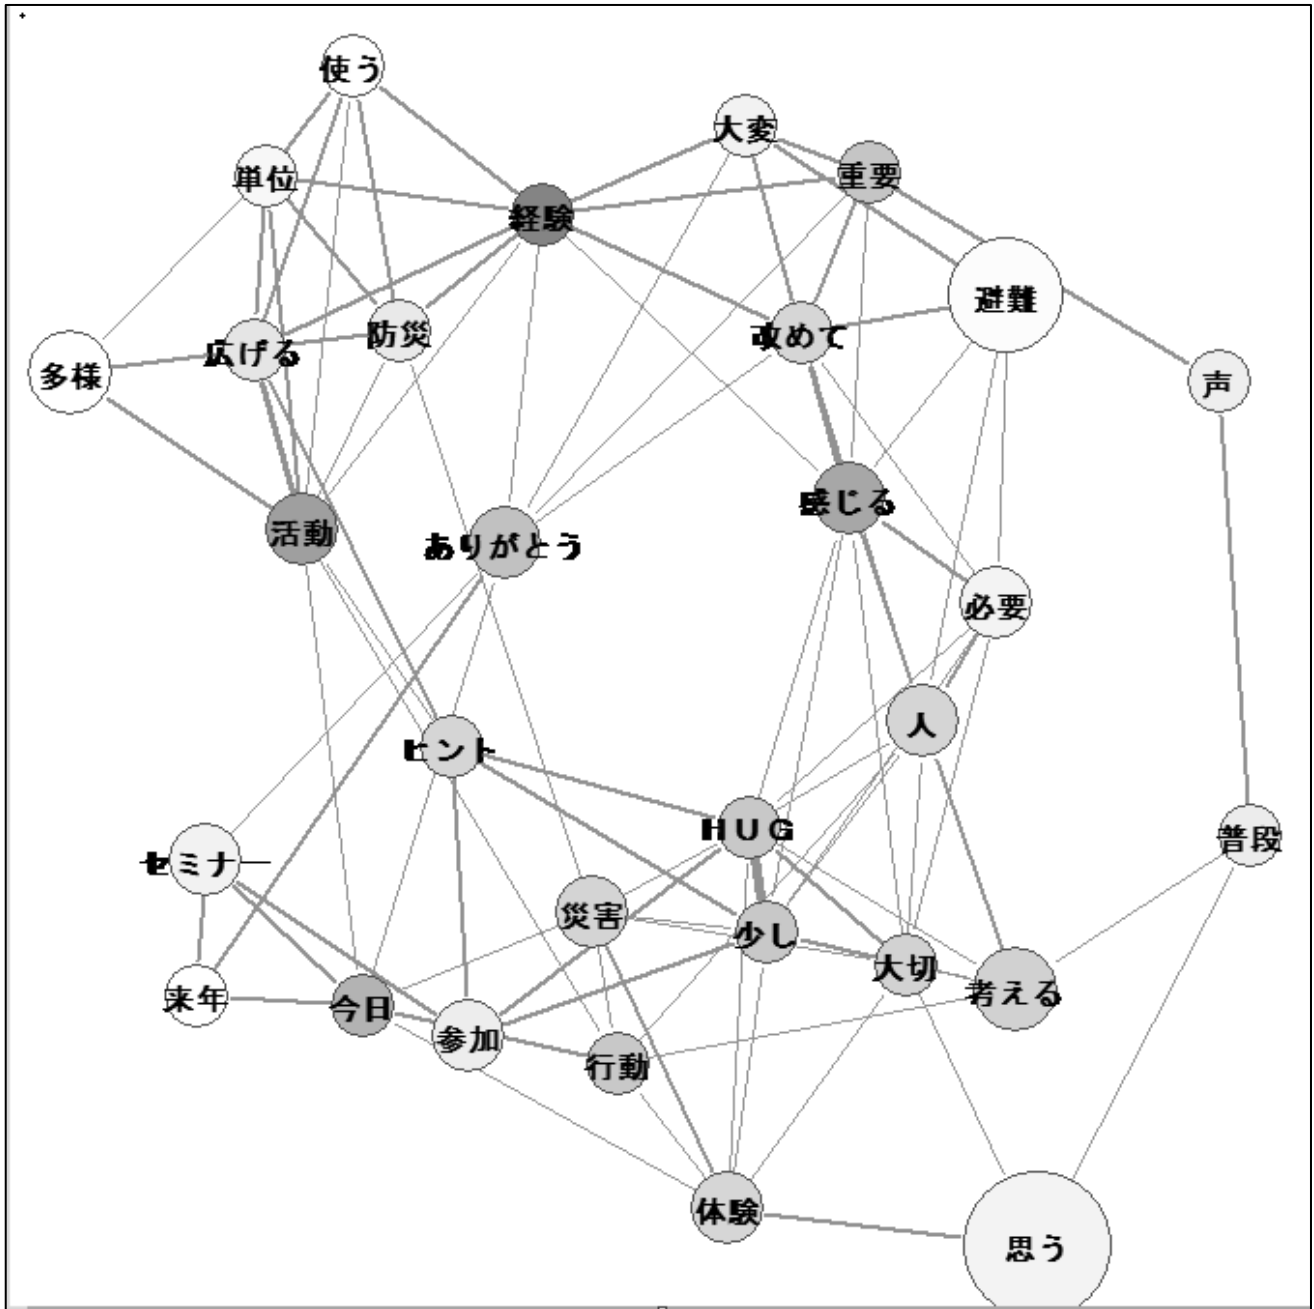 使う
大変
単位
重要
経験
避難
防災
改めて
広げる
多様
声
感じる
活動
ありがとう
必要
人
ヒント
HUG
普段
セミナー
災害
少し
大切
考える
来年
今日
参加
行動
体験
思う